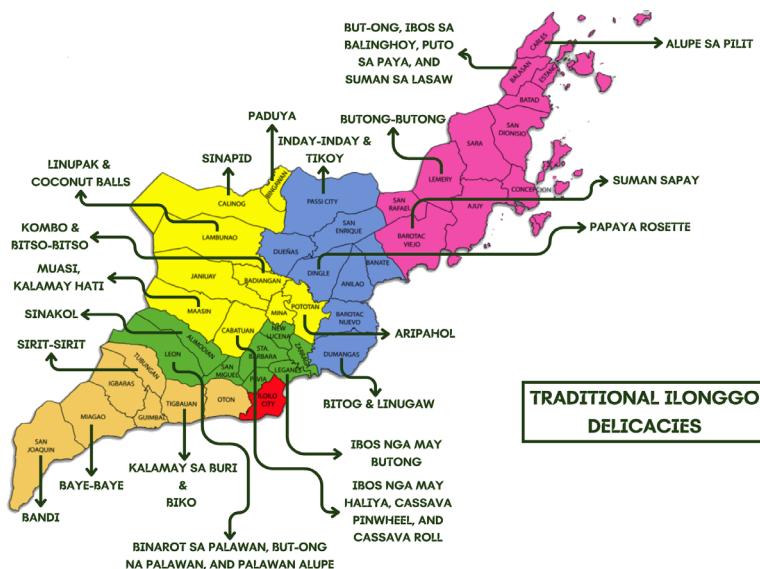 BUT-ONG, IBOS SA
BALINGHOY, PUTO
SA PAYA, AND
SUMAN SA LASAW
CARLES
ALUPE SA PILIT
BALASAN
ESTANCIA
BATAD
PADUYA
BUTONG-BUTONG
SAN
DIONISIO
INDAY-INDAY &
TIKOY
SARA
SINAPID
LINUPAK &
COCONUT BALLS
BINGAWAN
LEMERY
SUMAN SAPAY
CALINOG
PASSI CITY
SAN
RAFAEL
CONCEPCION
AJUY
KOMBO &
BITSO-BITSO
LAMBUNAO
SAN
ENRIQUE
BAROTAC
VIEJO
PAPAYA ROSETTE
DUEÑAS
BANATE
MUASI,
KALAMAY HATI
JANIUAY
BADIANGAN
DINGLE
ANILAO
SINAKOL
MAASIN
MINA
POTOTAN
BAROTAC
NUEVO
ARIPAHOL
CABATUAN
NEW
LUCENA
SIRIT-SIRIT
ALIMODIAN
STA.
BARBARA
ZARRAGA
TUBUNGAN
LEON
SAN
MIGUEL
PAVIA
LEGANES
DUMANGAS
IGBARAS
TIGBAUAN
OTON
ILOILO
CITY
BITOG & LINUGAW
TRADITIONAL ILONGGO
DELICACIES
MIAGAO
GUIMBAL
SAN
JOAQUIN
IBOS NGA MAY
BUTONG
KALAMAY SA BURI
&
BIKO
BAYE-BAYE
IBOS NGA MAY
HALIYA, CASSAVA
PINWHEEL, AND
CASSAVA ROLL
BANDI
BINAROT SA PALAWAN, BUT-ONG
NA PALAWAN, AND PALAWAN ALUPE